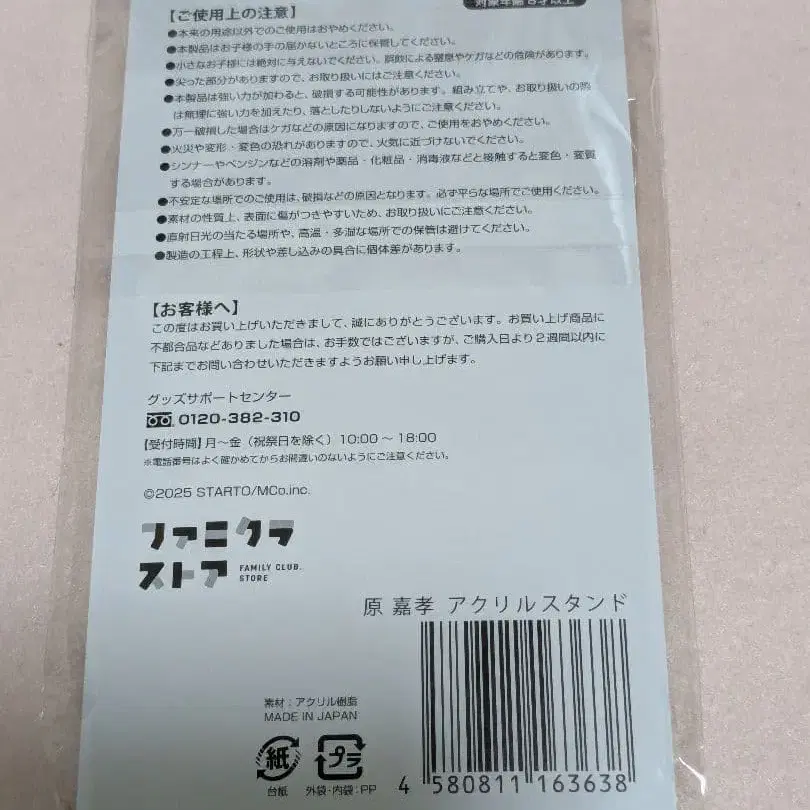 対象年齢6才以上
【ご使用上の注意】
●本来の用途以外でのご使用はおやめください。
●本製品はお子様の手の届かないところに保管してください。
●小さなお子様には絶対に与えないでください。誤飲による窒息やケガなどの危険があります。
●尖った部分がありますので、お取り扱いにはご注意ください。
●本製品は強い力が加わると、破損する可能性があります。組み立てや、お取り扱いの際
は無理に強い力を加えたり、落としたりしないようにご注意ください。
●万一破損した場合はケガなどの原因になりますので、ご使用をおやめください。
●火災や変形・変色の恐れがありますので、火気に近づけないでください。
●シンナーやベンジンなどの溶剤や薬品・化粧品・消毒液などと接触すると変色・変質
する場合があります。
●不安定な場所でのご使用は、破損などの原因となります。必ず平らな場所でご使用ください。
●素材の性質上、表面に傷がつきやすいため、お取り扱いにご注意ください。
●直射日光の当たる場所や、高温・多湿な場所での保管は避けてください。
●製造の工程上、形状や差し込みの具合に個体差があります。
【お客様へ】
この度はお買い上げいただきまして、誠にありがとうございます。お買い上げ商品に
不都合品などありました場合は、お手数ではございますが、ご購入日より2週間以内に
下記までお問い合わせいただきますようお願い申し上げます。
グッズサポートセンター
0120-382-310
【受付時間】月〜金（祝祭日を除く）10:00〜18:00
※電話番号はよく確かめてからお間違いのないようにご注意ください。
©2025 STARTO/MCo.inc.
ファミクラ
ストア
FAMILY CLUB.
STORE
原 嘉孝 アクリルスタンド
素材：アクリル樹脂
MADE IN JAPAN
紙
プラ
台紙
外袋・内袋：PP
4 580811 163638